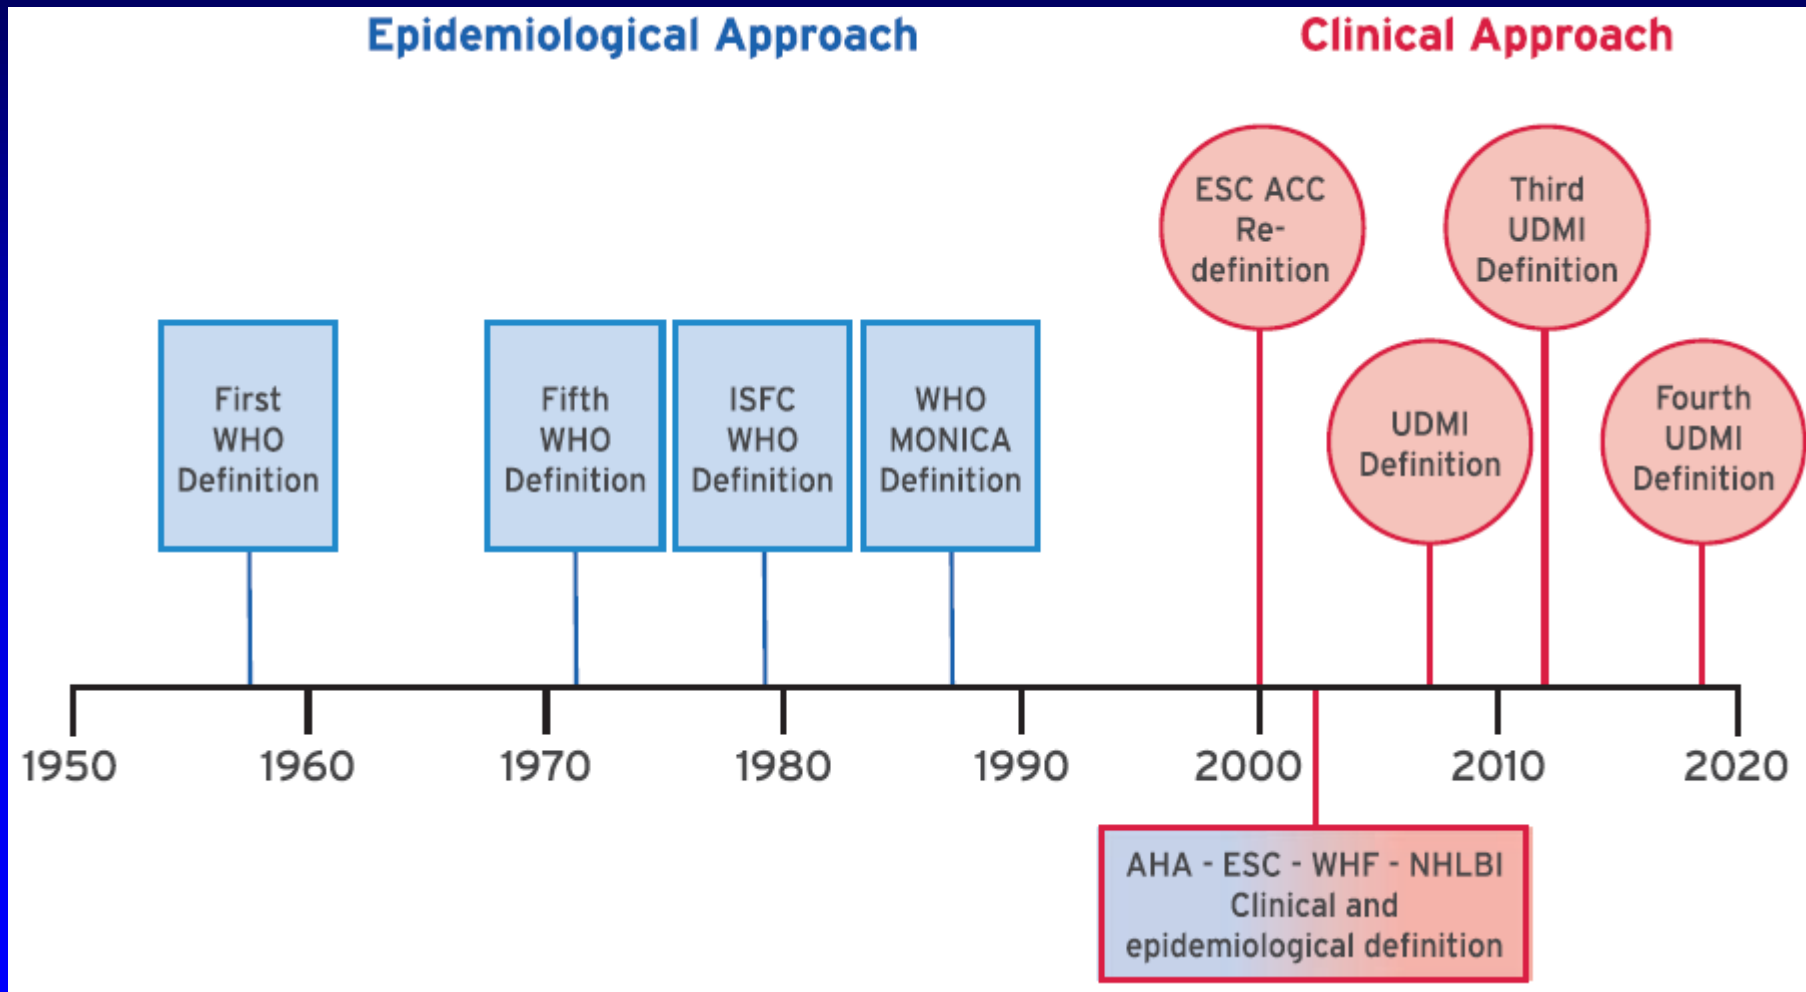 Epidemiological Approach
Clinical Approach
First
WHO
Definition
Fifth
WHO
Definition
ISFC
WHO
Definition
WHO
MONICA
Definition
ESC ACC
Re-
definition
UDMI
Definition
Third
UDMI
Definition
Fourth
UDMI
Definition
1950
1960
1970
1980
1990
2000
2010
2020
AHA - ESC - WHF - NHLBI
Clinical and
epidemiological definition